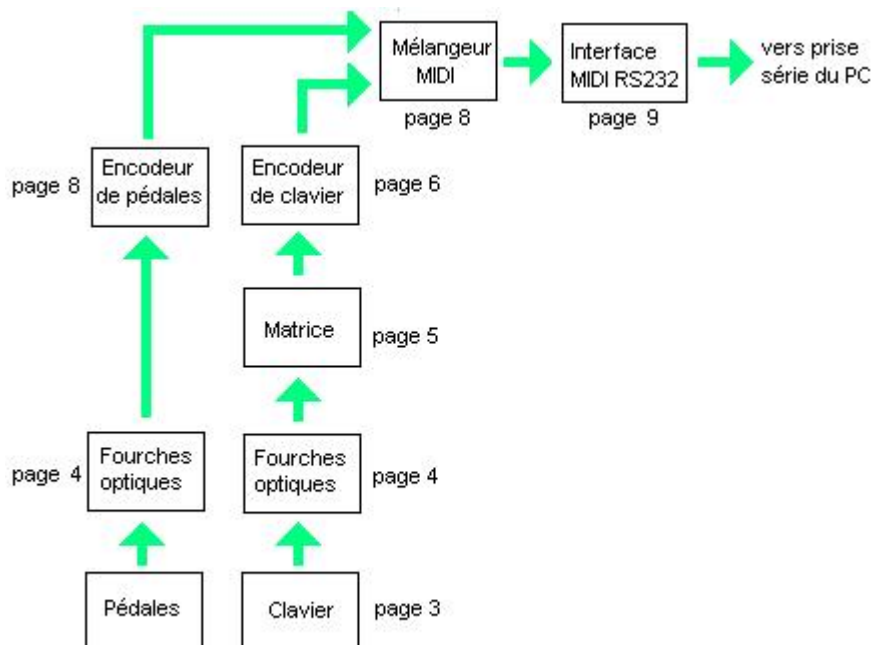 Mélangeur
MIDI
page 8
Interface
MIDI RS232
page 9
vers prise
série du PC
page 8
Encodeur
de pédales
Encodeur
de clavier
page 6
Matrice
page 5
page 4
Fourches
optiques
Fourches
optiques
page 4
Pédales
Clavier
page 3